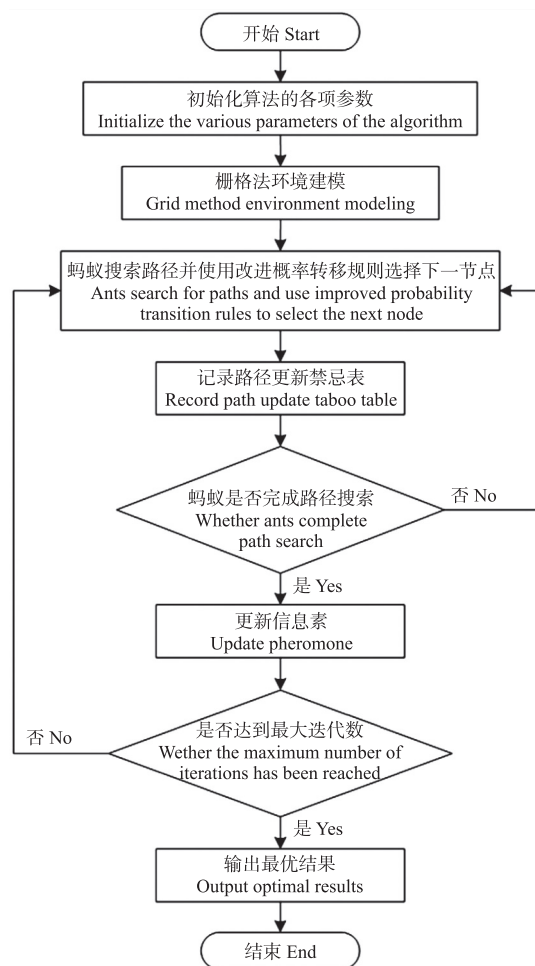 开始 Start
初始化算法的各项参数
Initialize the various parameters of the algorithm
栅格法环境建模
Grid method environment modeling
蚂蚁搜索路径并使用改进概率转移规则选择下一节点
Ants search for paths and use improved probability
transition rules to select the next node
记录路径更新禁忌表
Record path update taboo table
蚂蚁是否完成路径搜索
Whether ants complete
path search
否 No
是 Yes
更新信息素
Update pheromone
是否达到最大迭代数
Wether the maximum number of
iterations has been reached
否 No
是 Yes
输出最优结果
Output optimal results
结束 End